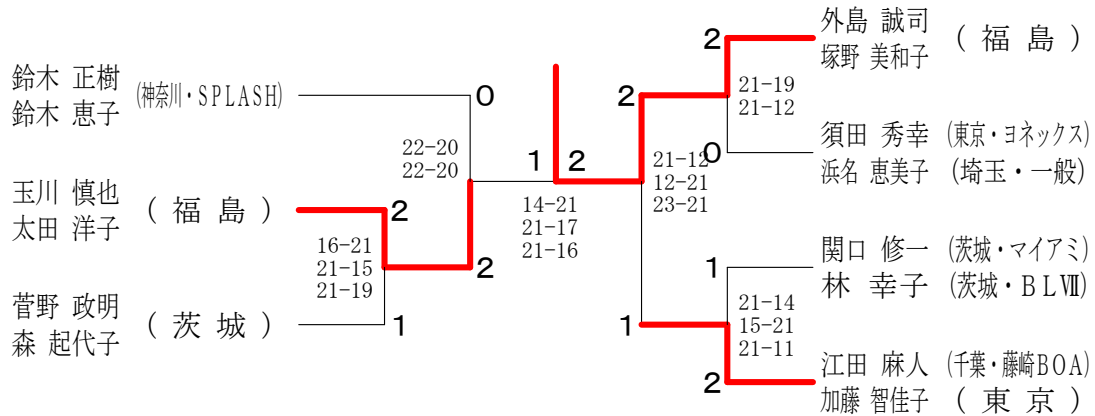 鈴木 正樹
鈴木 恵子
(神奈川・SPLASH)
0
22-20
22-20
玉川 慎也
太田 洋子
( 福 島 )
2
16-21
21-15
21-19
2
菅野 政明
森 起代子
( 茨 城 )
1
1
2
14-21
21-17
21-16
外島 誠司
塚野 美和子
( 福 島 )
2
21-19
21-12
2
須田 秀幸 (東京・ヨネックス)
浜名 恵美子 (埼玉・一般)
0
21-12
12-21
23-21
関口 修一 (茨城・マイアミ)
林 幸子 (茨城・BLⅦ)
1
21-14
15-21
21-11
1
江田 麻人 (千葉・藤崎BOA)
加藤 智佳子 ( 東 京 )
2